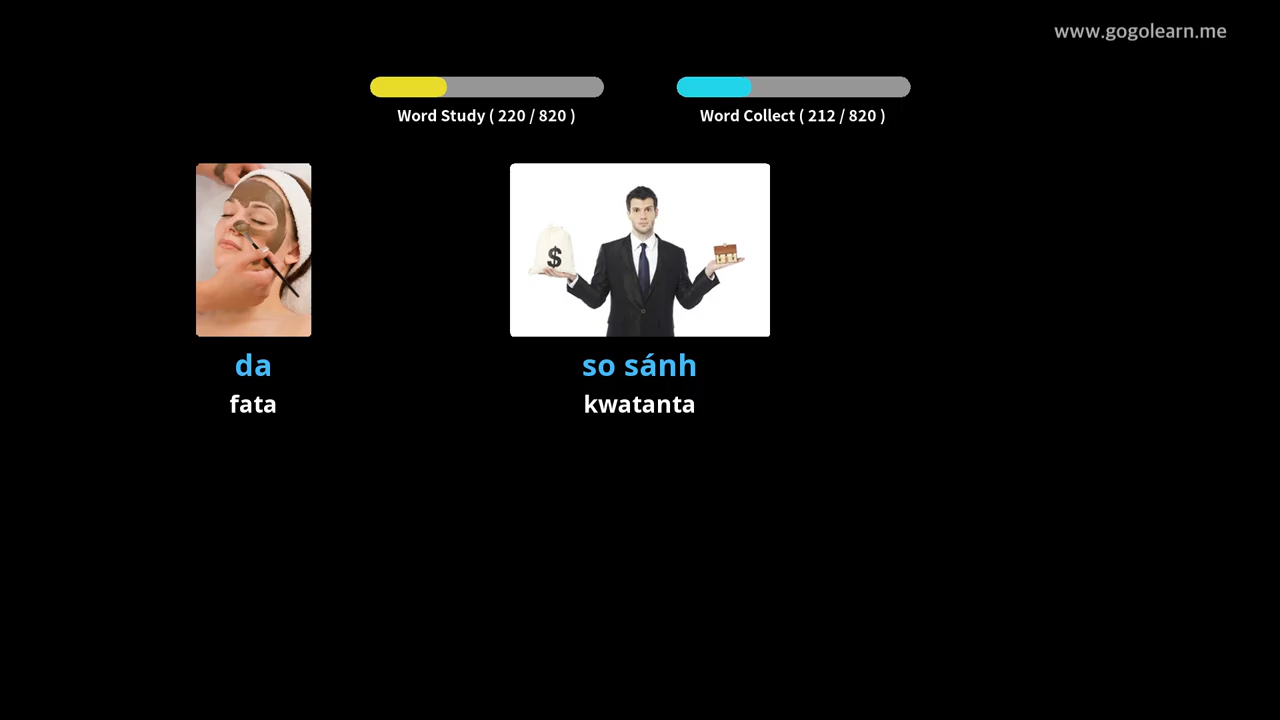 www.gogolearn.me
Word Study ( 220 / 820 )
Word Collect ( 212 / 820 )
$
da
fata
so sánh
kwatanta